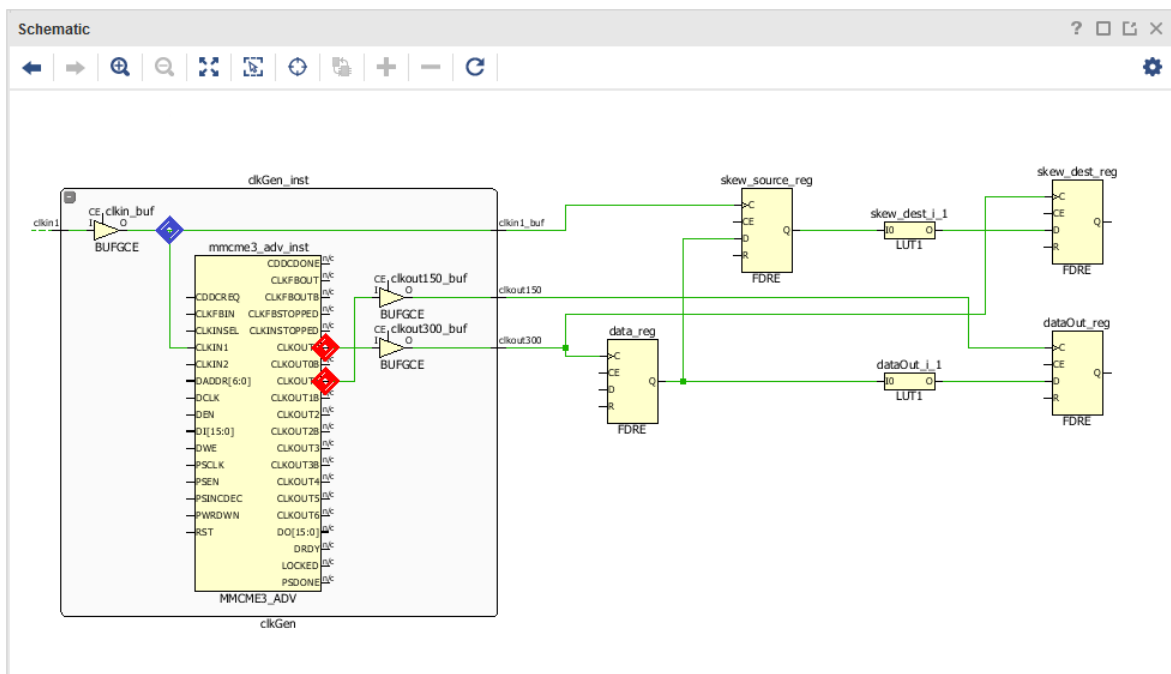 Schematic
?
clkGen_inst
clkin1
CE
clkin_buf
I
O
BUFGCE
clkin1_buf
mmcme3_adv_inst
CDDCREQ
CLKFBIN
CLKINSEL
CLKIN1
CLKIN2
DADDR[6:0]
DCLK
DEN
DI[15:0]
DWE
PSCLK
PSEN
PSINCDEC
PWRDWN
RST
CDDCDONE n/c
CLKFBOUT n/c
CLKFBOUTB n/c
CLKFBSTOPPED n/c
CLKINSTOPPED n/c
CLKOUT
CLKOUT0B n/c
CLKOUT
CLKOUT1B n/c
CLKOUT2 n/c
CLKOUT2B n/c
CLKOUT3 n/c
CLKOUT3B n/c
CLKOUT4 n/c
CLKOUT5 n/c
CLKOUT6 n/c
DO[15:0] n/c
DRDY n/c
LOCKED n/c
PSDONE n/c
MMCME3_ADV
CE
clkout150_buf
I
O
BUFGCE
clkout150
CE
clkout300_buf
I
O
BUFGCE
clkout300
clkGen
data_reg
C
CE
D
R
Q
FDRE
skew_source_reg
C
CE
D
R
Q
FDRE
skew_dest_i_1
I0 O
LUT1
skew_dest_reg
C
CE
D
R
Q
FDRE
dataOut_i_1
I0 O
LUT1
dataOut_reg
C
CE
D
R
Q
FDRE